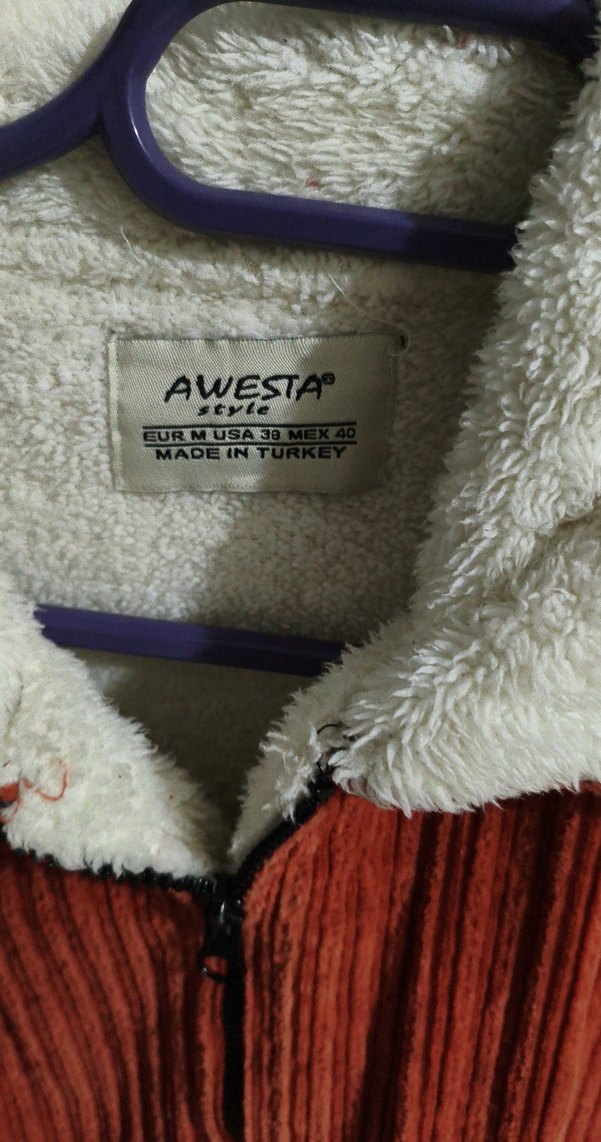 AWESTA®
style
EUR M USA 38 MEX 40
MADE IN TURKEY